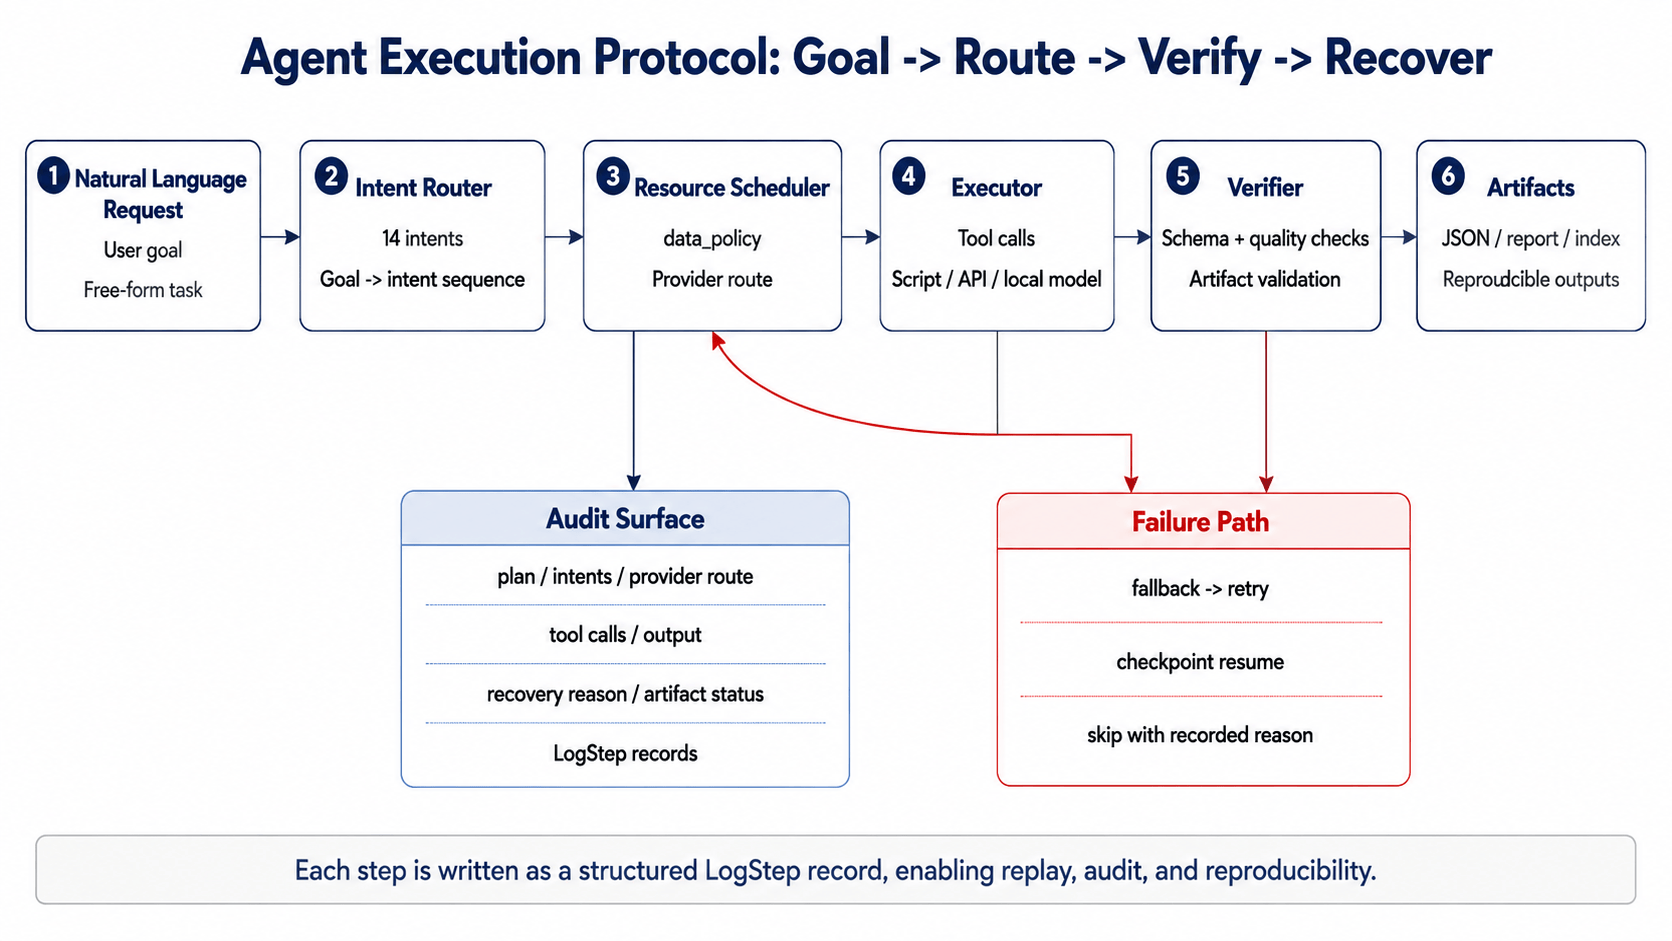 Agent Execution Protocol: Goal -> Route -> Verify -> Recover
1 Natural Language
Request
User goal
Free-form task
2 Intent Router
14 intents
Goal -> intent sequence
3 Resource Scheduler
data_policy
Provider route
4 Executor
Tool calls
Script / API / local model
5 Verifier
Schema + quality checks
Artifact validation
6 Artifacts
JSON / report / index
Reproducible outputs
Audit Surface
plan / intents / provider route
tool calls / output
recovery reason / artifact status
LogStep records
Failure Path
fallback -> retry
checkpoint resume
skip with recorded reason
Each step is written as a structured LogStep record, enabling replay, audit, and reproducibility.